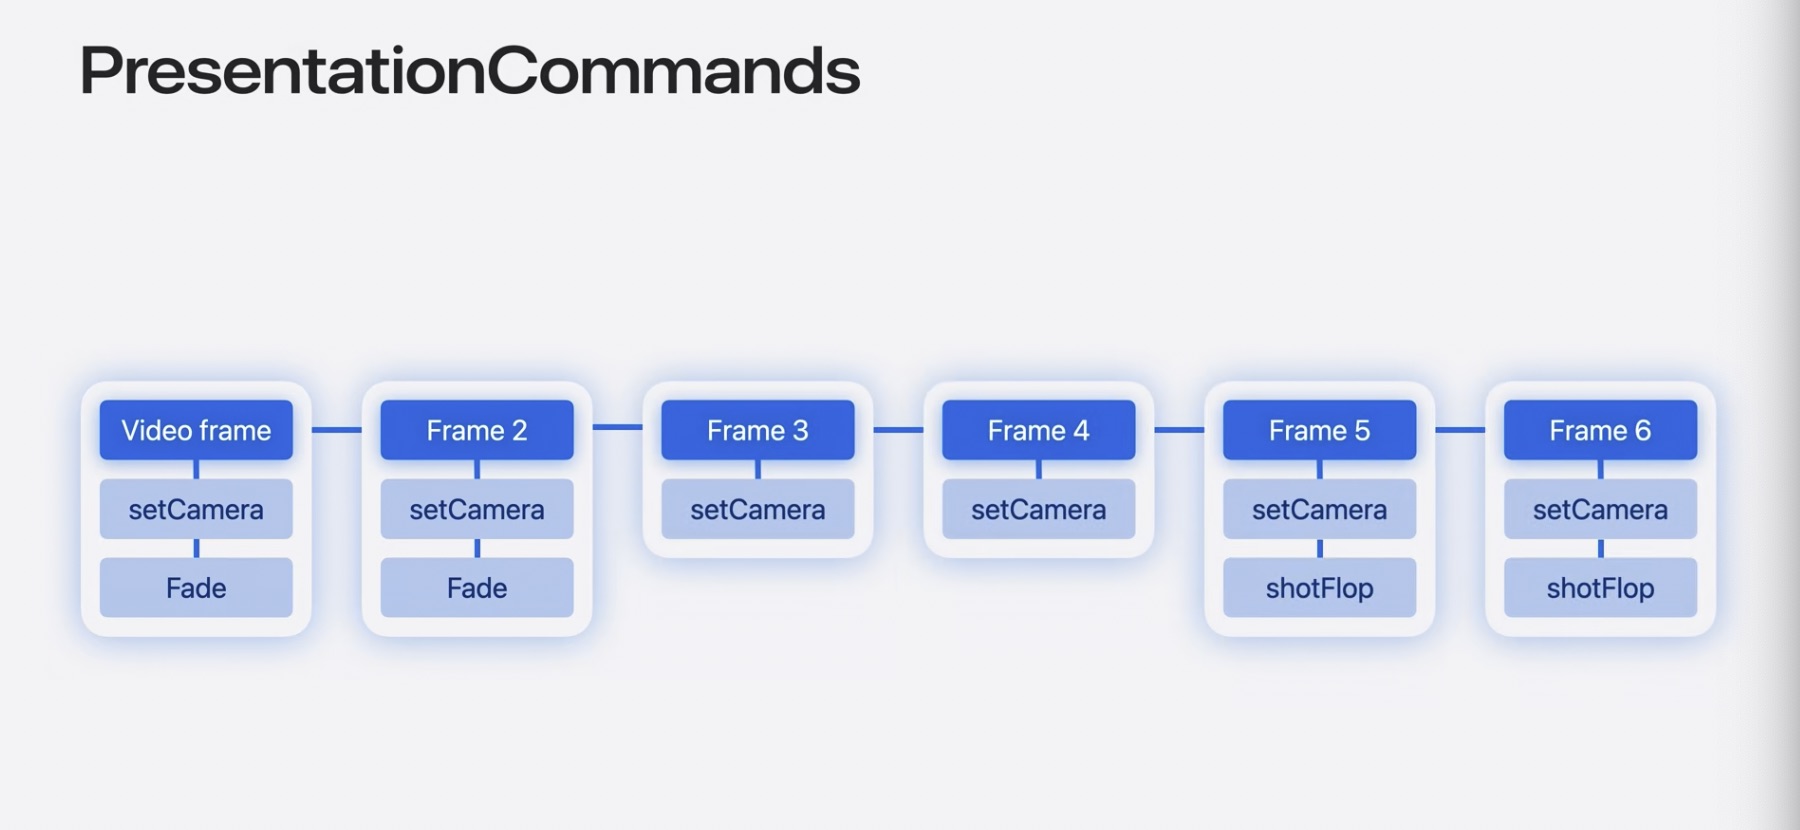 PresentationCommands
Video frame
setCamera
Fade
Frame 2
setCamera
Fade
Frame 3
setCamera
Frame 4
setCamera
Frame 5
setCamera
shotFlop
Frame 6
setCamera
shotFlop